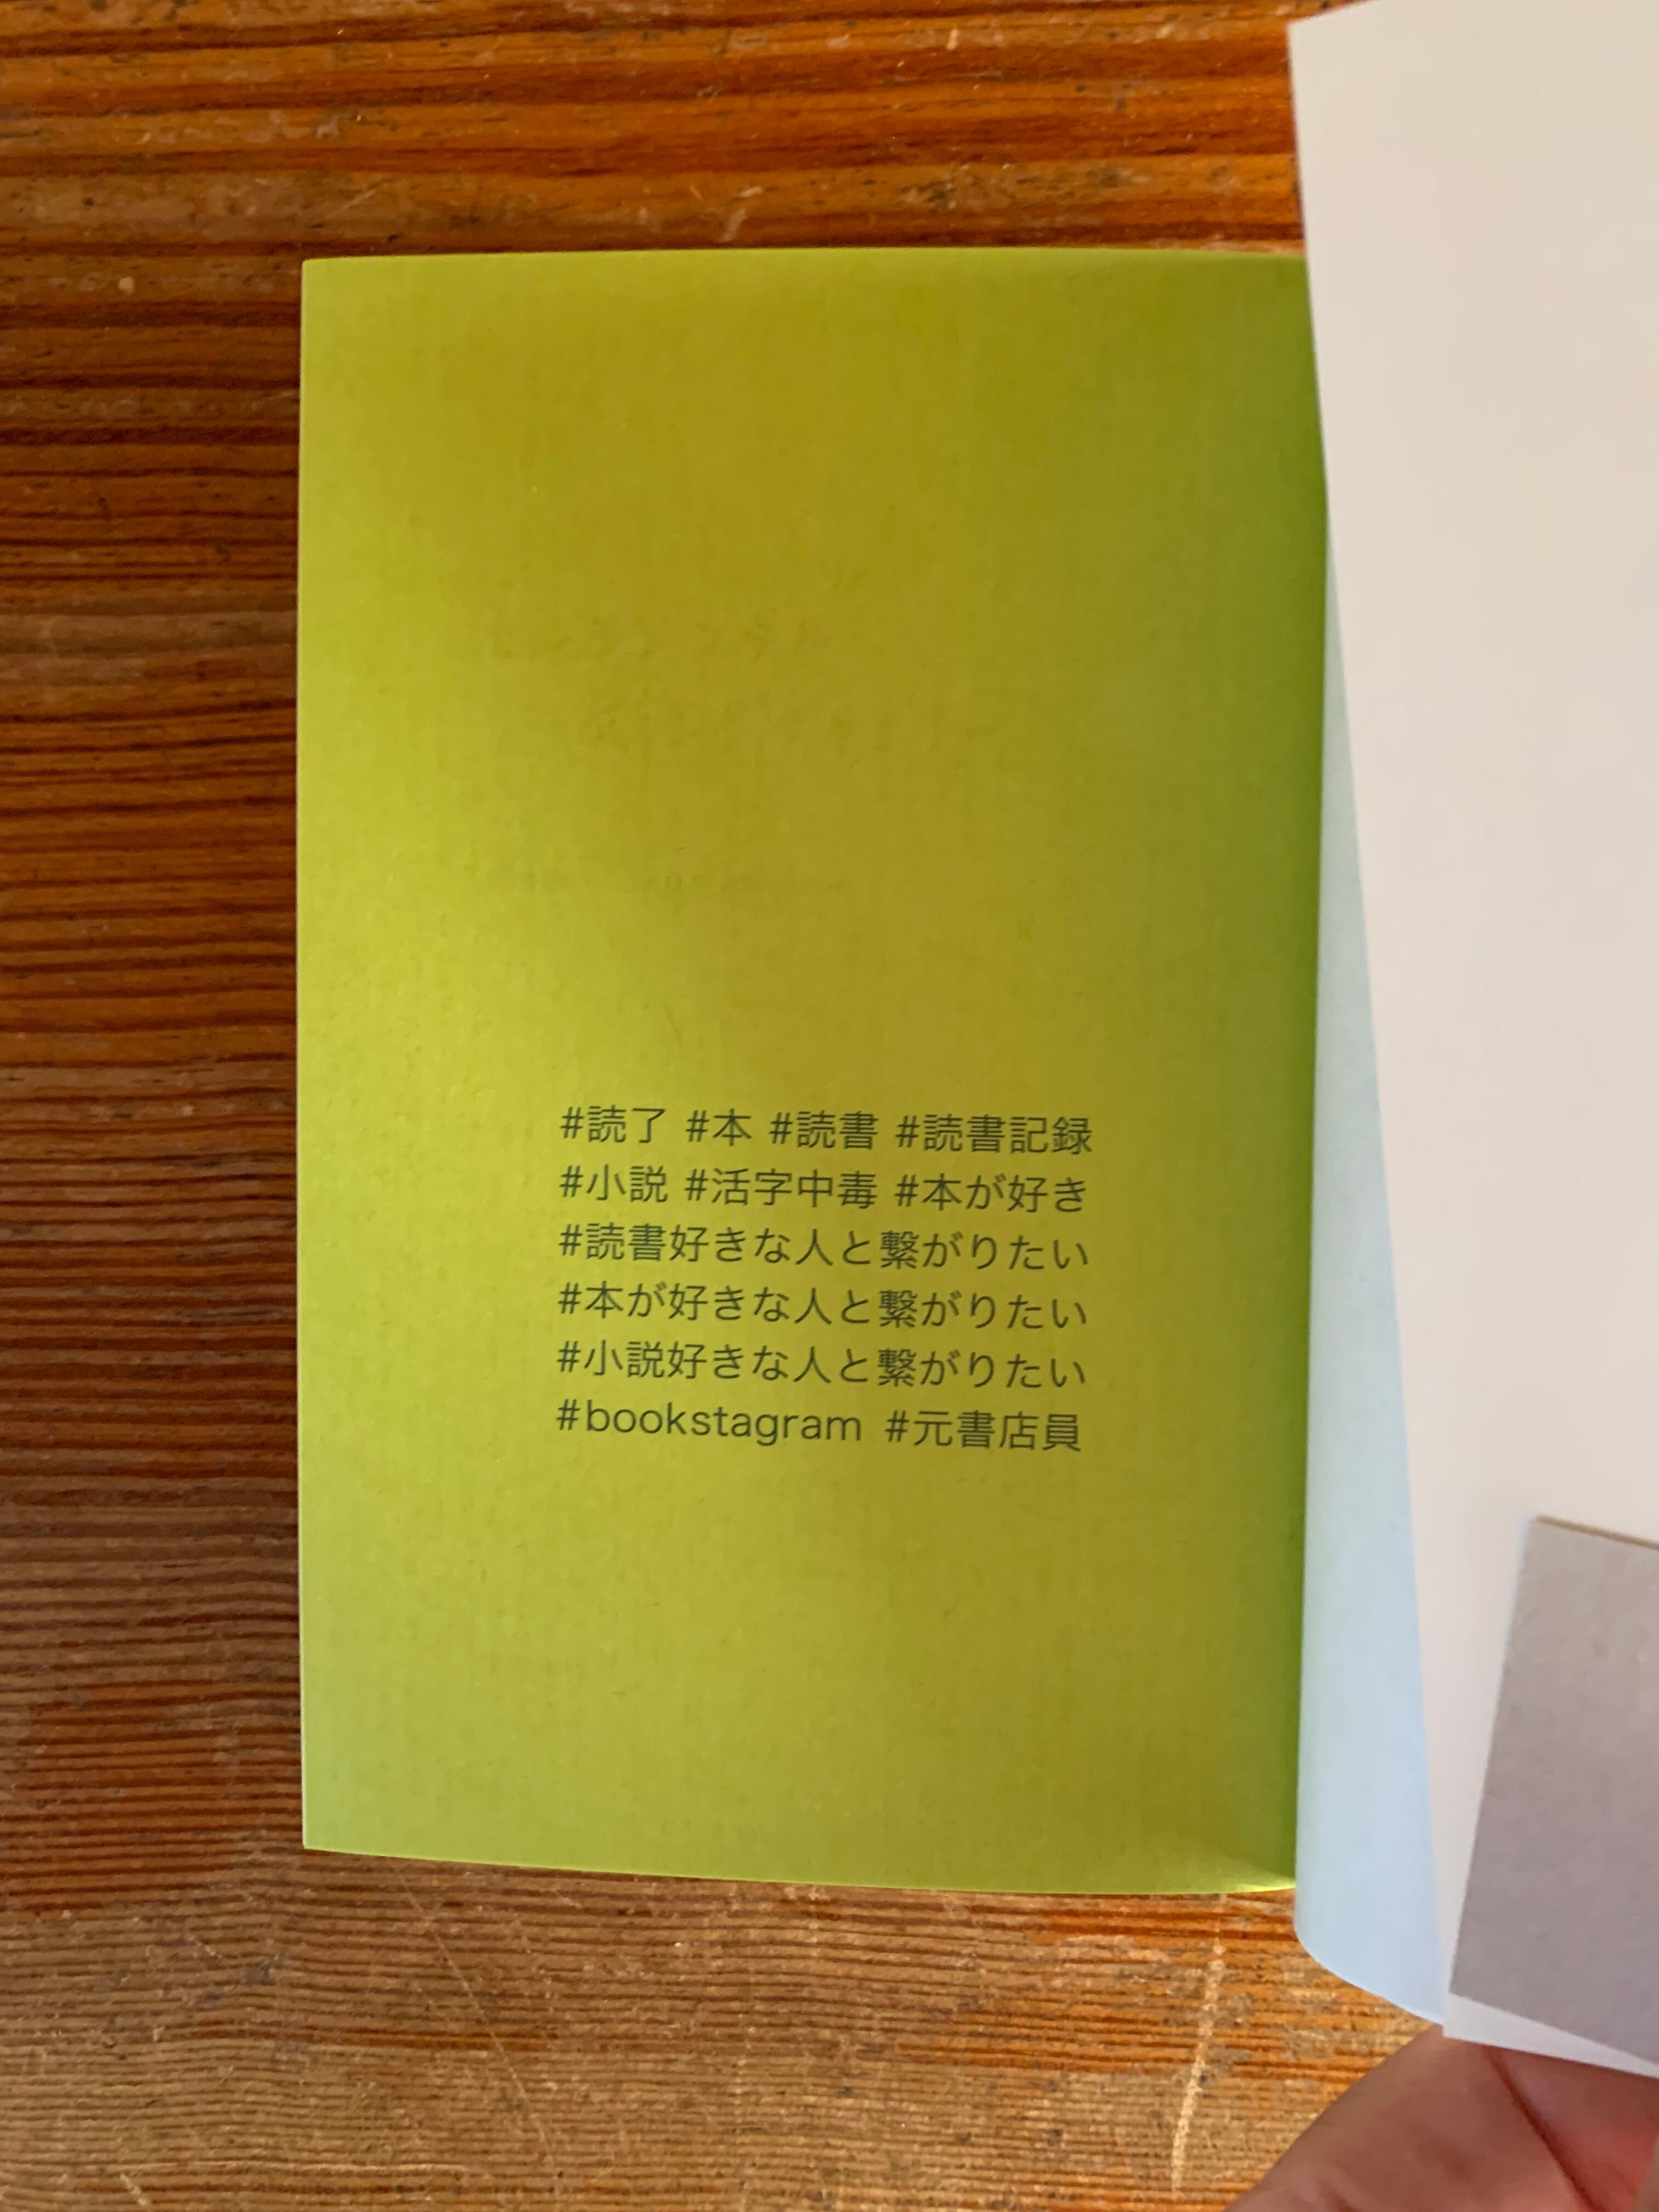 #読了 #本 #読書 #読書記録
#小説 #活字中毒 #本が好き
#読書好きな人と繋がりたい
#本が好きな人と繋がりたい
#小説好きな人と繋がりたい
#bookstagram #元書店員